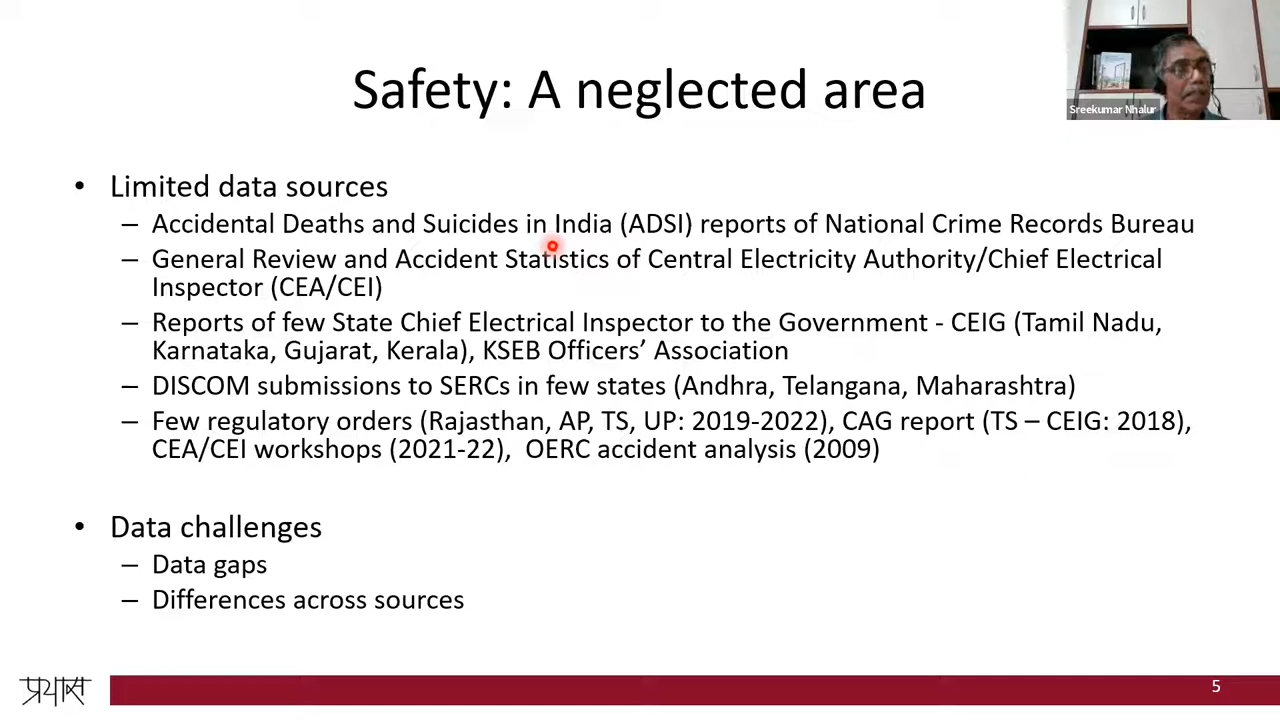 Safety: A neglected area
Sreekumar Nhalur
• Limited data sources
– Accidental Deaths and Suicides in India (ADSI) reports of National Crime Records Bureau
– General Review and Accident Statistics of Central Electricity Authority/Chief Electrical
Inspector (CEA/CEI)
– Reports of few State Chief Electrical Inspector to the Government - CEIG (Tamil Nadu,
Karnataka, Gujarat, Kerala), KSEB Officers’ Association
– DISCOM submissions to SERCs in few states (Andhra, Telangana, Maharashtra)
– Few regulatory orders (Rajasthan, AP, TS, UP: 2019-2022), CAG report (TS – CEIG: 2018),
CEA/CEI workshops (2021-22), OERC accident analysis (2009)
• Data challenges
– Data gaps
– Differences across sources
प्रयास
5